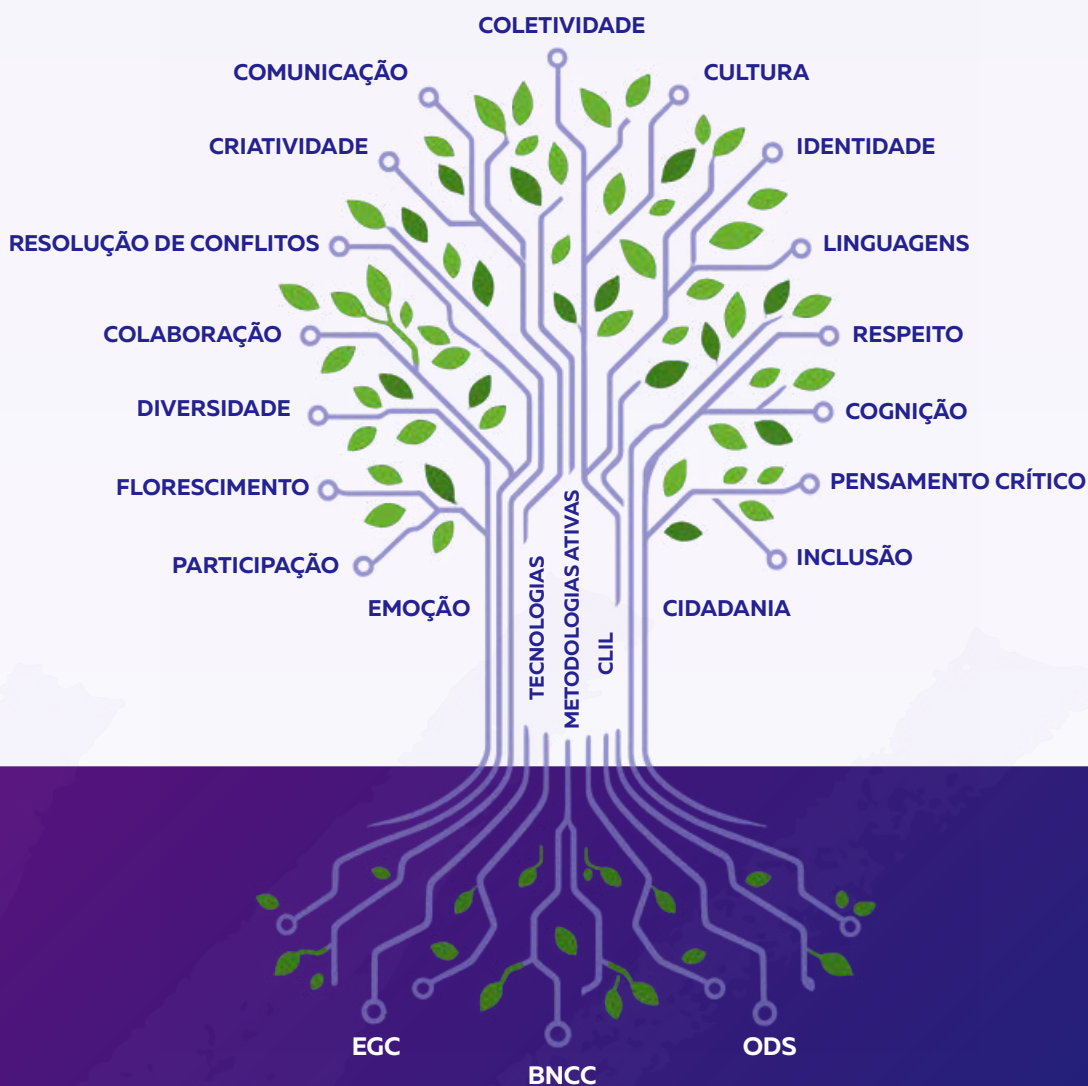 COLETIVIDADE
COMUNICAÇÃO
CULTURA
CRIATIVIDADE
IDENTIDADE
RESOLUÇÃO DE CONFLITOS
LINGUAGENS
COLABORAÇÃO
RESPEITO
DIVERSIDADE
COGNIÇÃO
FLORESCIMENTO
PENSAMENTO CRÍTICO
PARTICIPAÇÃO
INCLUSÃO
EMOÇÃO
TECNOLOGIAS
METODOLOGIAS ATIVAS
CLIL
CIDADANIA
EGC
BNCC
ODS